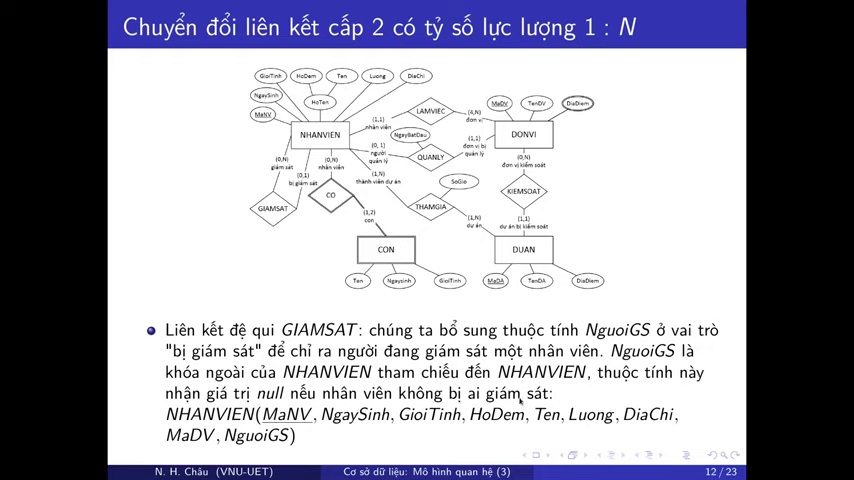 Chuyển đổi liên kết cấp 2 có tỷ số lực lượng 1 : N
GioiTinh
HoDem
Ten
Luong
DiaChi
NgaySinh
HoTen
MaNV
NHANVIEN
(1,1)
nhân viên
LAMVIEC
(4,N)
đơn vị
MaDV
TenDV
DiaDiem
DONVI
NgayBatDau
(0, 1)
người
quản lý
QUANLY
(1,1)
đơn vị bị
quản lý
(0,N)
giám sát
(0,1)
bị giám sát
(0,N)
nhân viên
(1,N)
thành viên dự án
(0,N)
đơn vị kiểm soát
GIAMSAT
CO
SoGio
THAMGIA
KIEMSOAT
(1,2)
con
(1,N)
dự án
(1,1)
dự án bị kiểm soát
CON
DUAN
Ten
Ngaysinh
GioiTinh
MaDA
TenDA
DiaDiem
Liên kết đệ qui GIAMSAT: chúng ta bổ sung thuộc tính NguoiGS ở vai trò
"bị giám sát" để chỉ ra người đang giám sát một nhân viên. NguoiGS là
khóa ngoài của NHANVIEN tham chiếu đến NHANVIEN, thuộc tính này
nhận giá trị null nếu nhân viên không bị ai giám sát:
NHANVIEN(MaNV, NgaySinh, GioiTinh, HoDem, Ten, Luong, DiaChi,
MaDV, NguoiGS)
N. H. Châu (VNU-UET)
Cơ sở dữ liệu: Mô hình quan hệ (3)
12 / 23